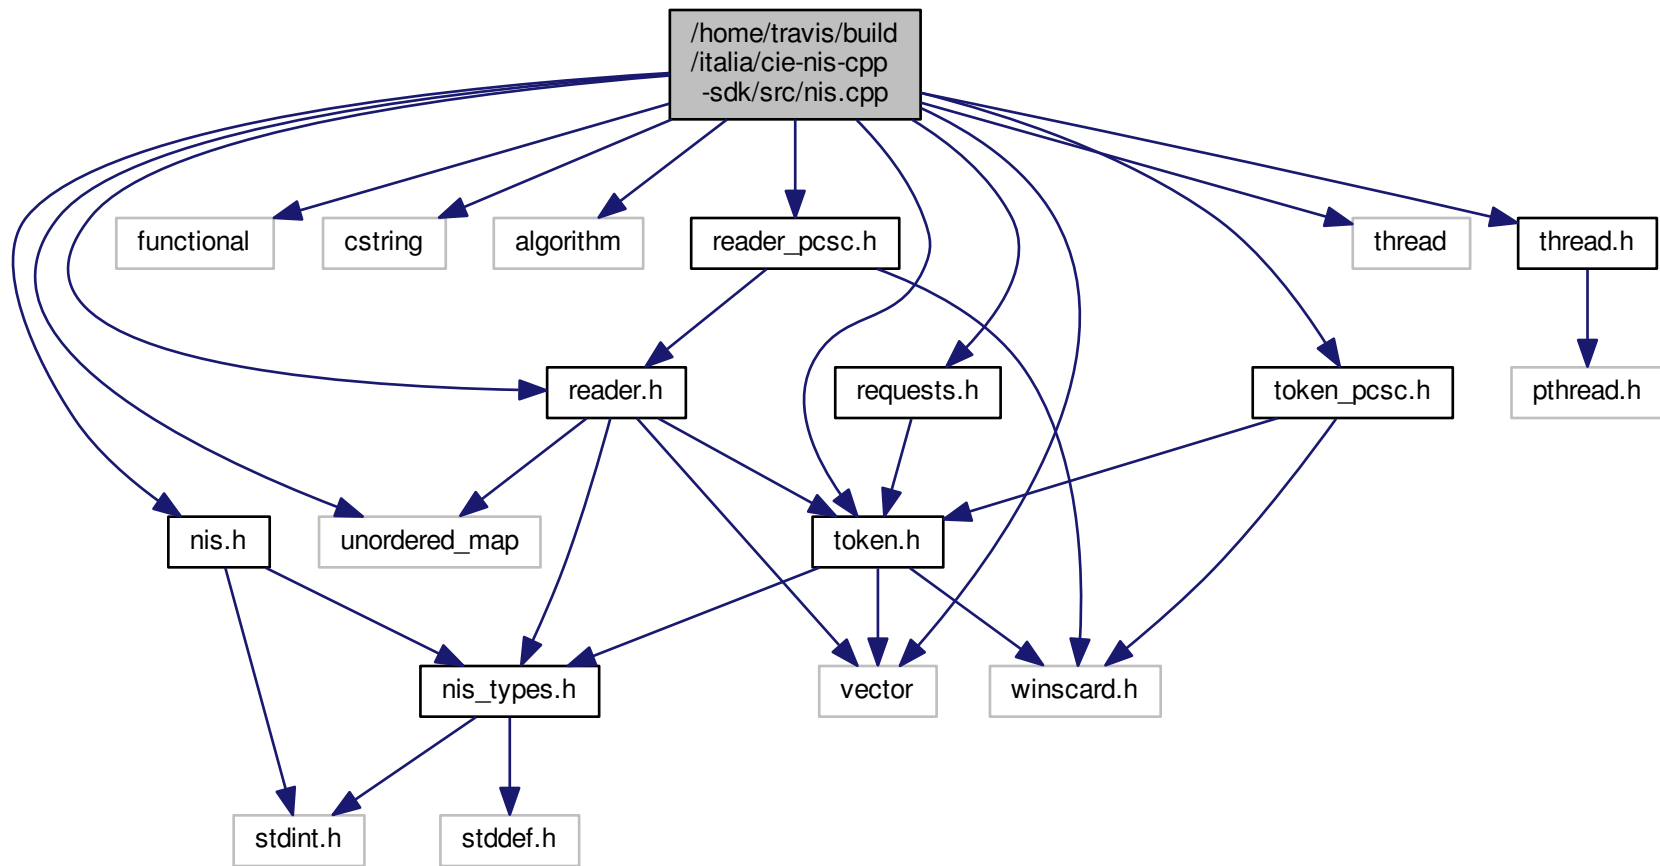 /home/travis/build
/italia/cie-nis-cpp
-sdk/src/nis.cpp
functional
cstring
algorithm
reader_pcsc.h
thread
thread.h
reader.h
requests.h
token_pcsc.h
pthread.h
nis.h
unordered_map
token.h
nis_types.h
vector
winscard.h
stdint.h
stddef.h